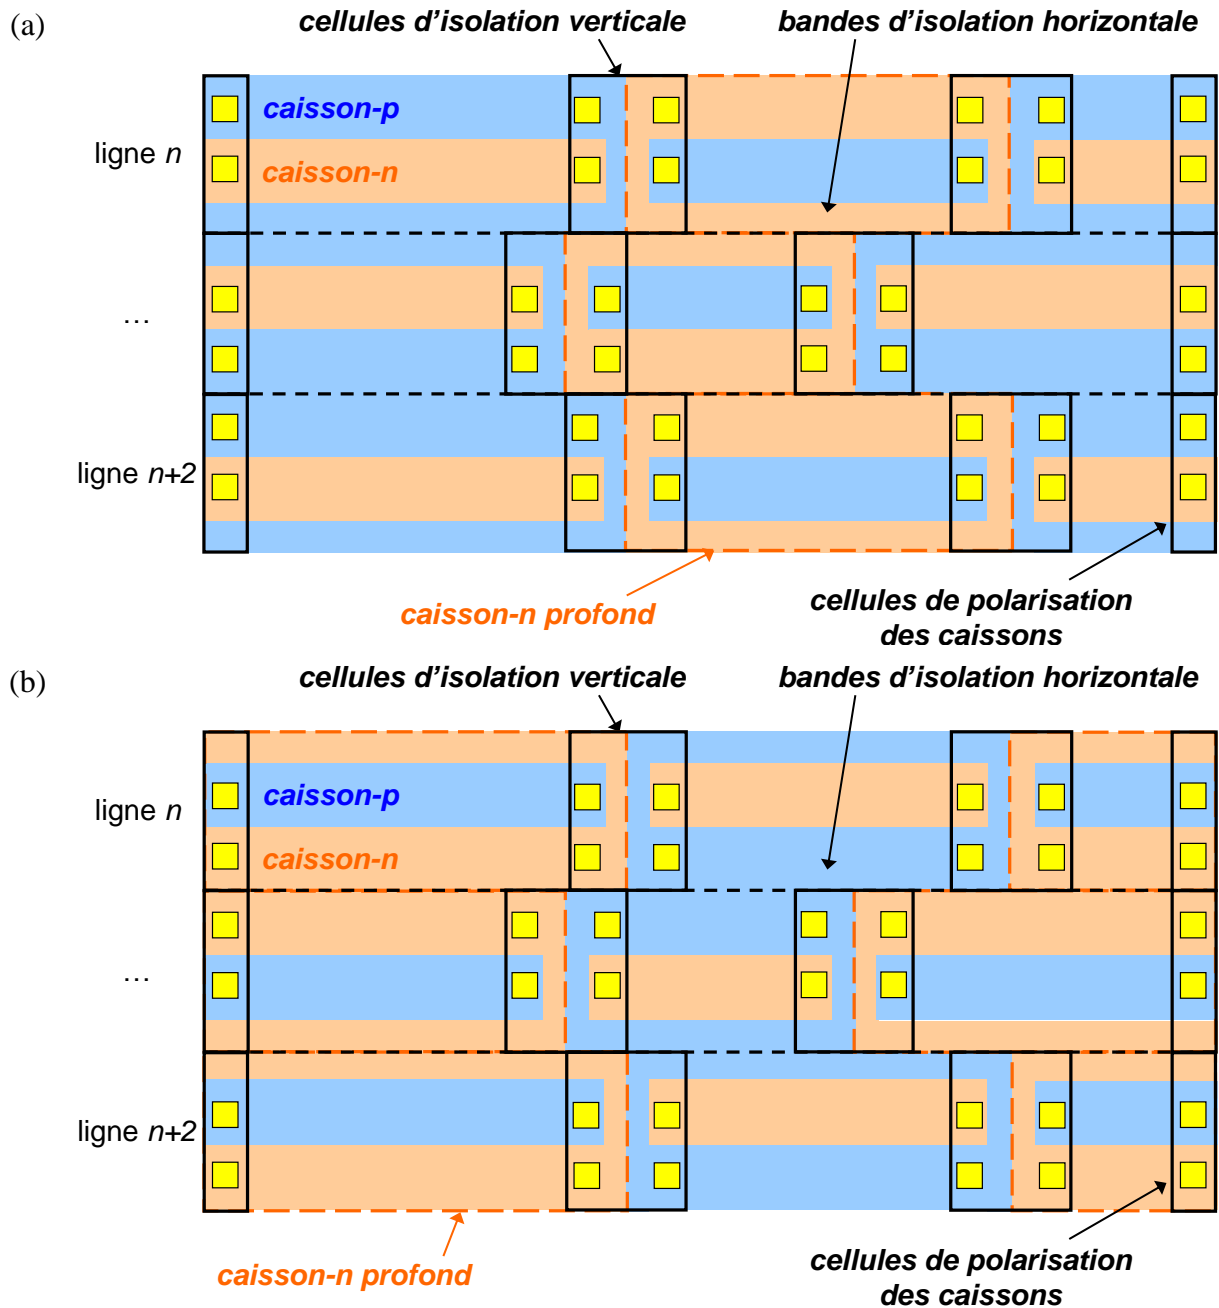 (a)
cellules d’isolation verticale
bandes d’isolation horizontale
caisson-p
ligne n
caisson-n
…
ligne n+2
caisson-n profond
cellules de polarisation
des caissons
(b)
cellules d’isolation verticale
bandes d’isolation horizontale
caisson-p
ligne n
caisson-n
…
ligne n+2
caisson-n profond
cellules de polarisation
des caissons